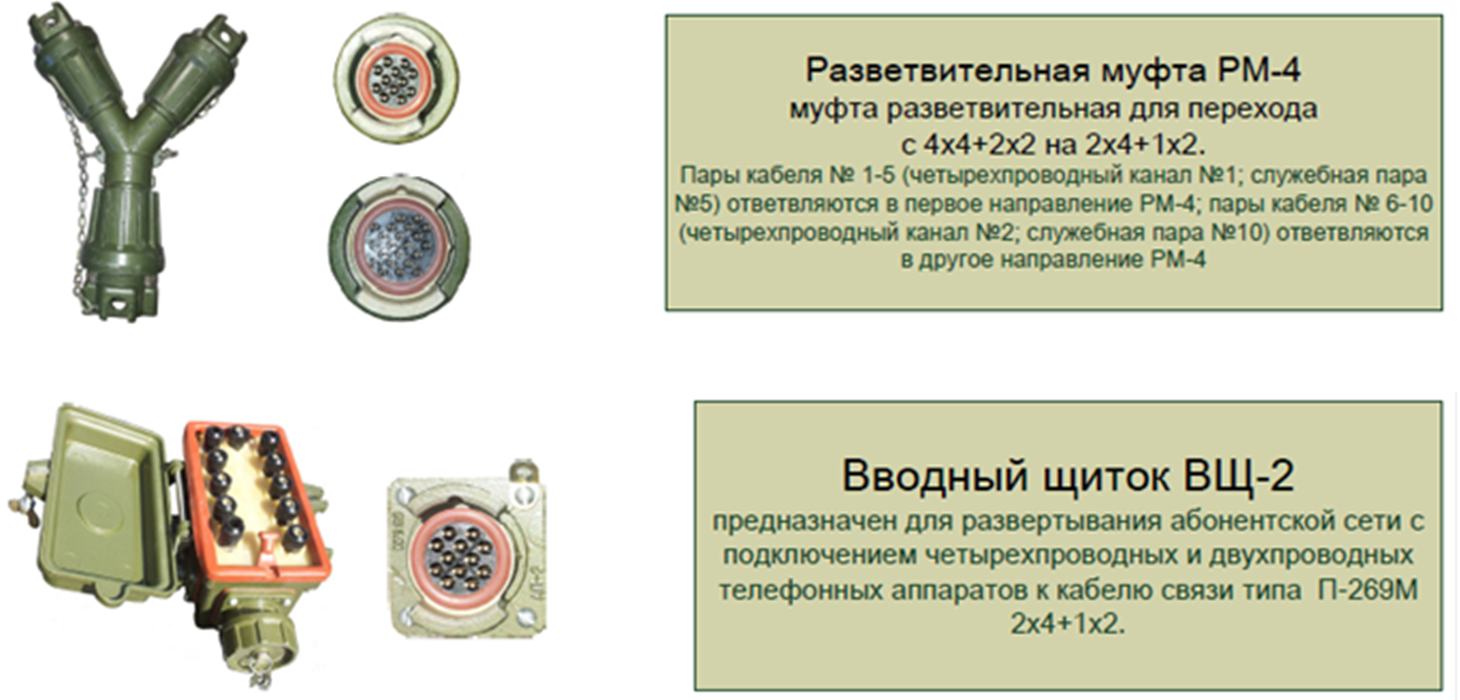 Разветвительная муфта РМ-4
муфта разветвительная для перехода
с 4х4+2х2 на 2х4+1х2.
Пары кабеля № 1-5 (четырехпроводный канал №1; служебная пара
№5) ответвляются в первое направление РМ-4; пары кабеля № 6-10
(четырехпроводный канал №2; служебная пара №10) ответвляются
в другое направление РМ-4
Вводный щиток ВЩ-2
предназначен для развертывания абонентской сети с
подключением четырехпроводных и двухпроводных
телефонных аппаратов к кабелю связи типа П-269М
2х4+1х2.